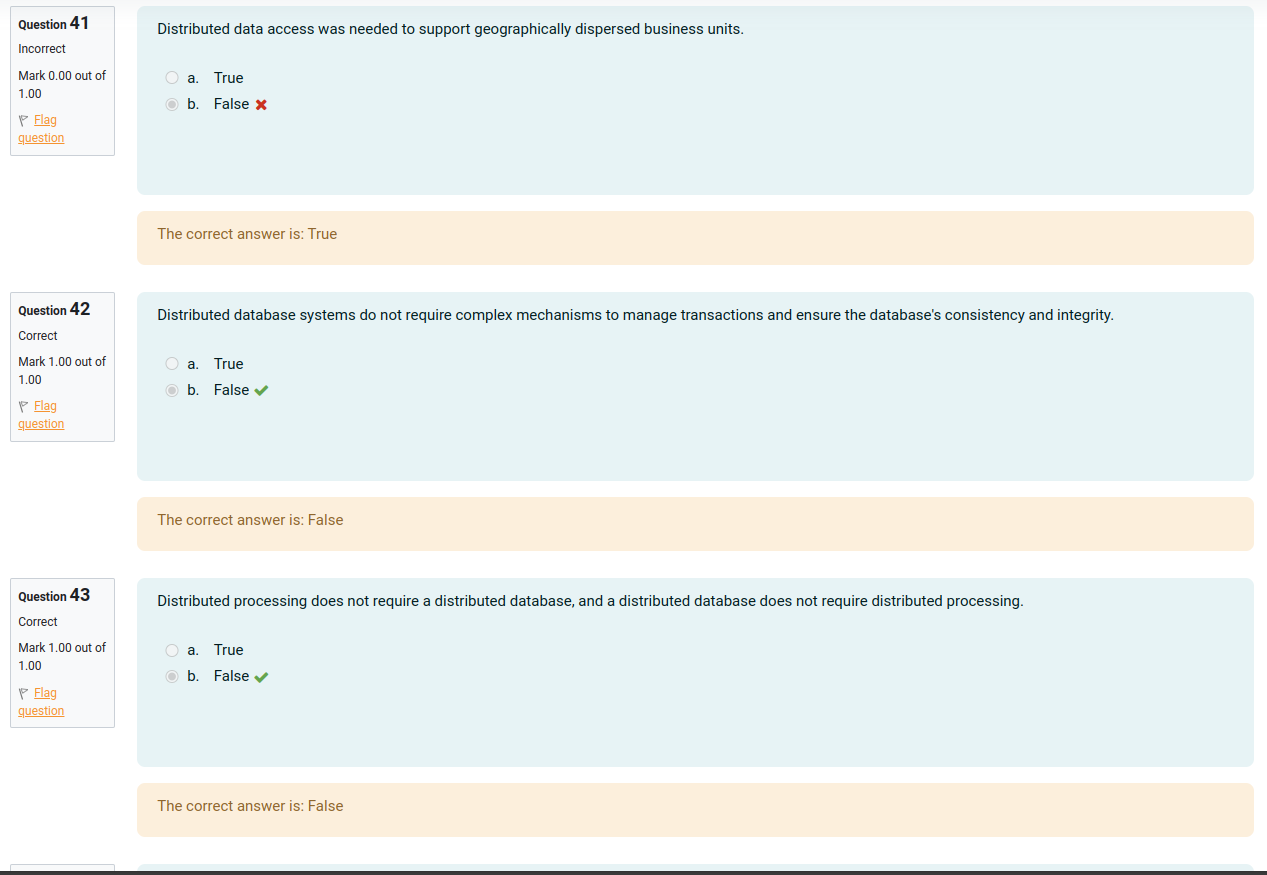 Question 41
Incorrect
Mark 0.00 out of
1.00
Flag
question
Distributed data access was needed to support geographically dispersed business units.
a. True
b. False
The correct answer is: True
Question 42
Correct
Mark 1.00 out of
1.00
Flag
question
Distributed database systems do not require complex mechanisms to manage transactions and ensure the database's consistency and integrity.
a. True
b. False
The correct answer is: False
Question 43
Correct
Mark 1.00 out of
1.00
Flag
question
Distributed processing does not require a distributed database, and a distributed database does not require distributed processing.
a. True
b. False
The correct answer is: False